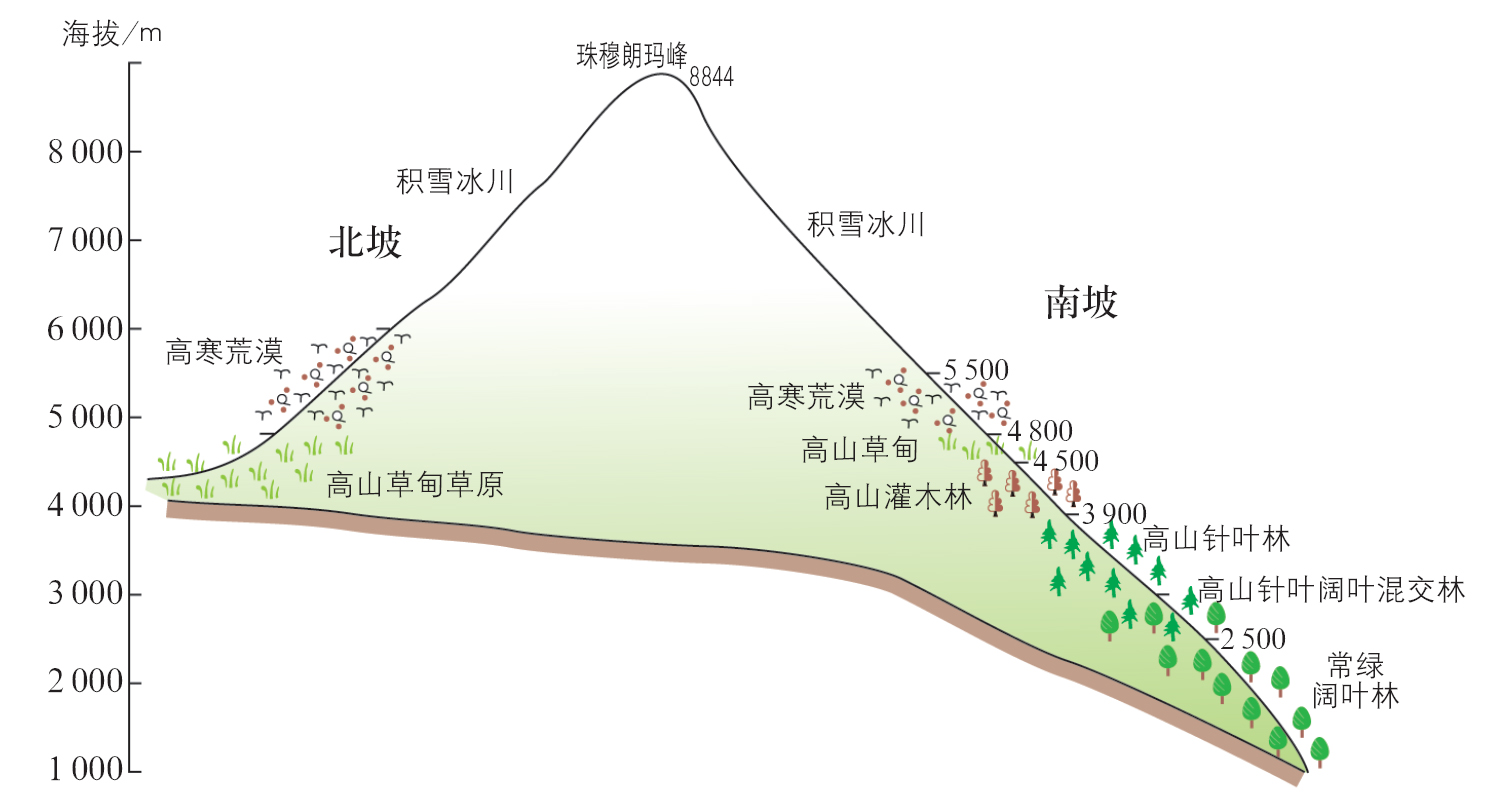 海拔/m
珠穆朗玛峰
8844
8 000
积雪冰川
7 000
北坡
积雪冰川
南坡
6 000
高寒荒漠
5 500
高寒荒漠
5 000
4 800
高山草甸
4 500
高山草甸草原
高山灌木林
4 000
3 900
高山针叶林
3 000
高山针叶阔叶混交林
2 500
常绿
阔叶林
2 000
1 000